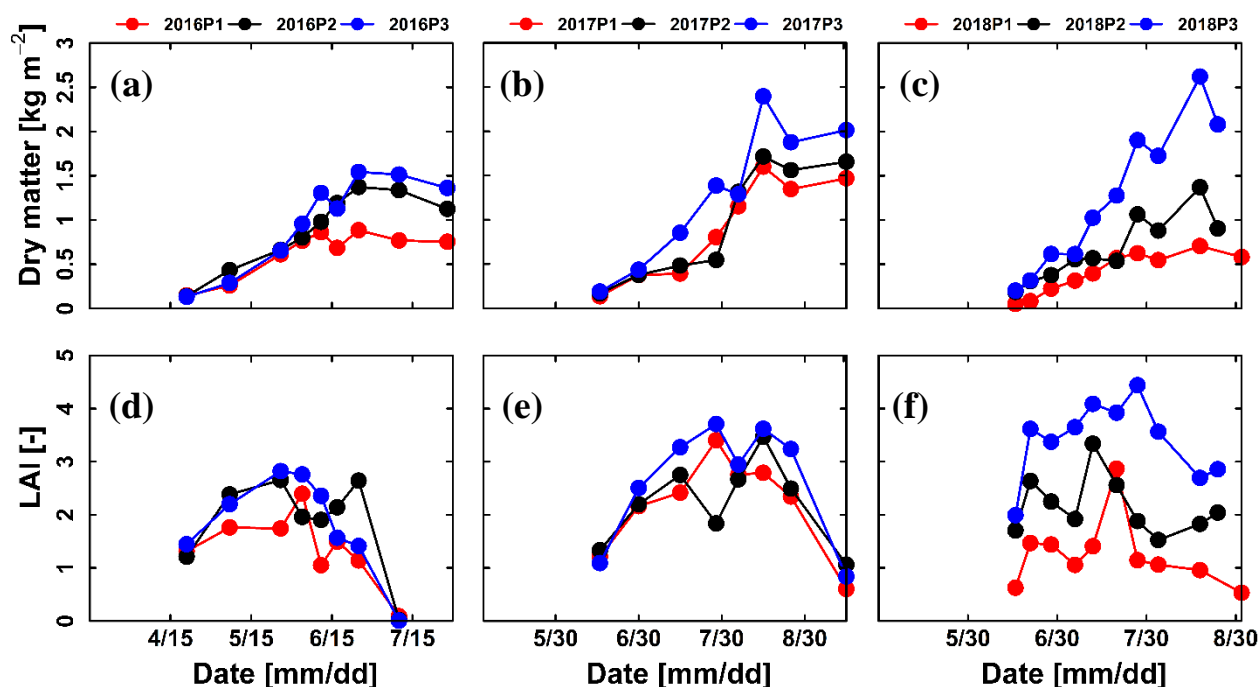 2016P1 2016P2 2016P3 2017P1 2017P2 2017P3 2018P1 2018P2 2018P3
Dry matter [kg m⁻²]
3
2.5
2
1.5
1
0.5
0
(a) (b) (c)
LAI [-]
5
4
3
2
1
0
(d) (e) (f)
4/15 5/15 6/15 7/15 5/30 6/30 7/30 8/30 5/30 6/30 7/30 8/30
Date [mm/dd] Date [mm/dd] Date [mm/dd]